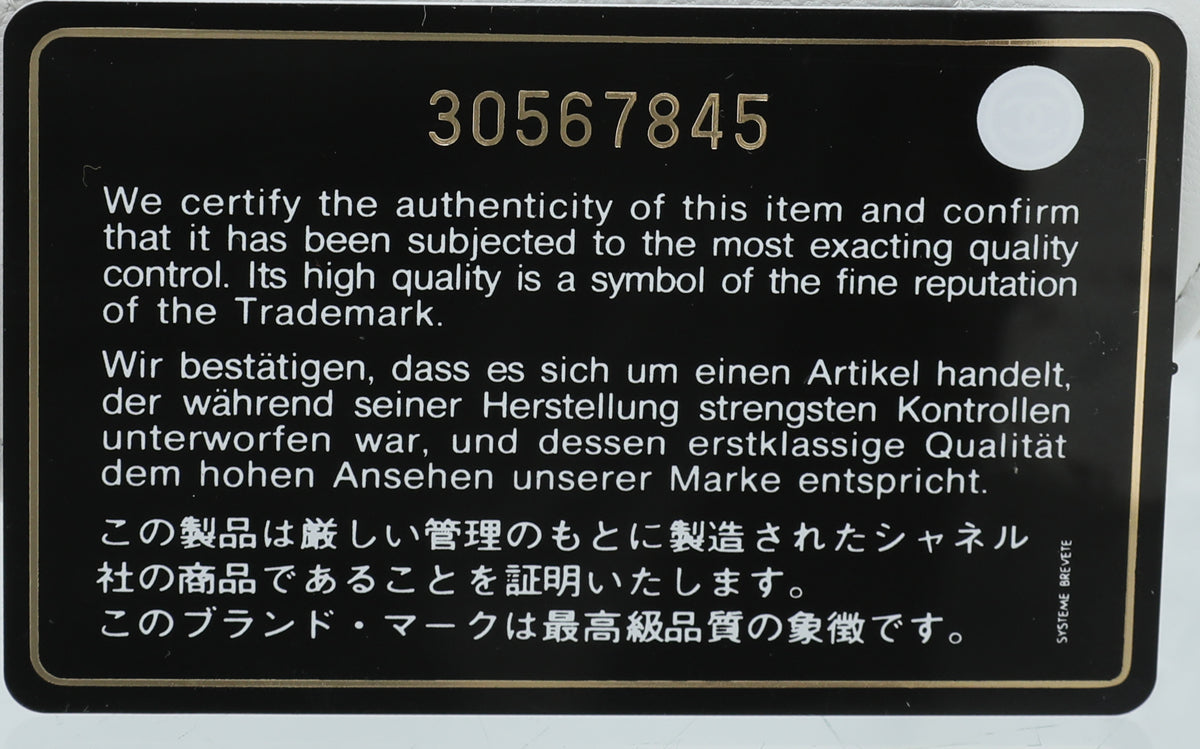 30567845
We certify the authenticity of this item and confirm
that it has been subjected to the most exacting quality
control. Its high quality is a symbol of the fine reputation
of the Trademark.
Wir bestätigen, dass es sich um einen Artikel handelt,
der während seiner Herstellung strengsten Kontrollen
unterworfen war, und dessen erstklassige Qualität
dem hohen Ansehen unserer Marke entspricht.
この製品は厳しい管理のもとに製造されたシャネル
社の商品であることを証明いたします。
このブランド・マークは最高級品質の象徴です。
SYSTEME BREVETE